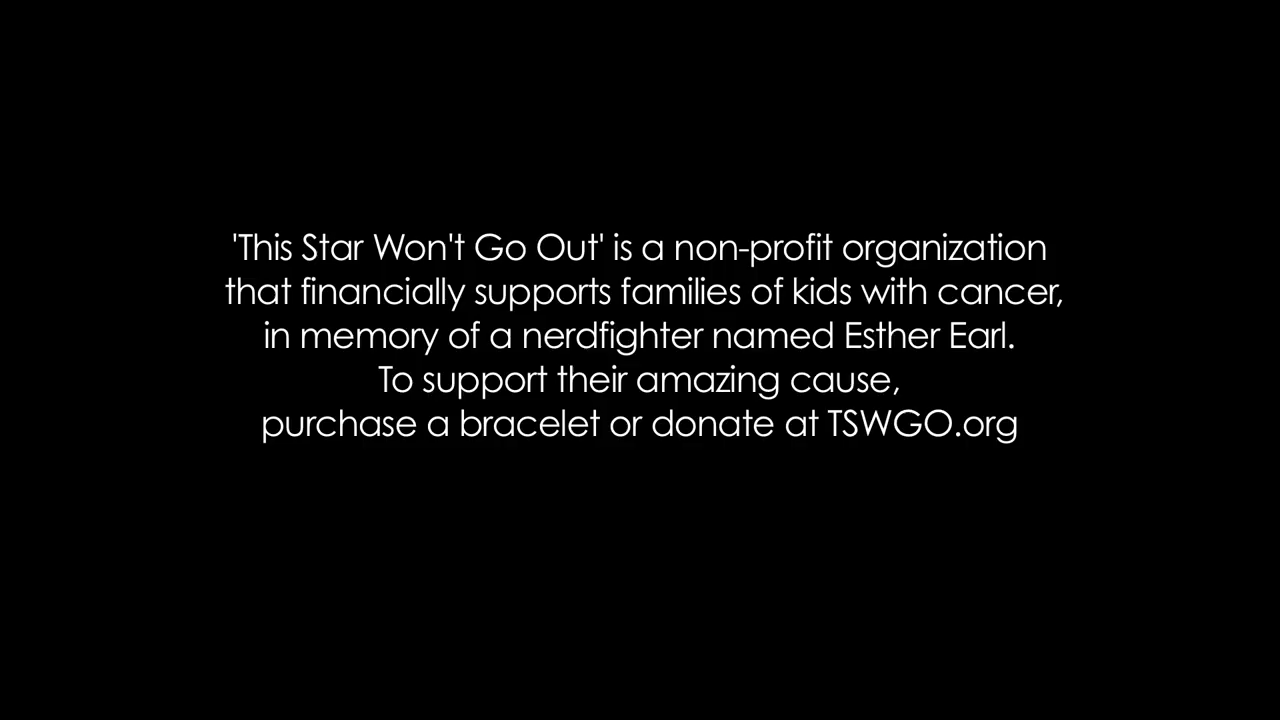 'This Star Won't Go Out' is a non-profit organization
that financially supports families of kids with cancer,
in memory of a nerdfighter named Esther Earl.
To support their amazing cause,
purchase a bracelet or donate at TSWGO.org